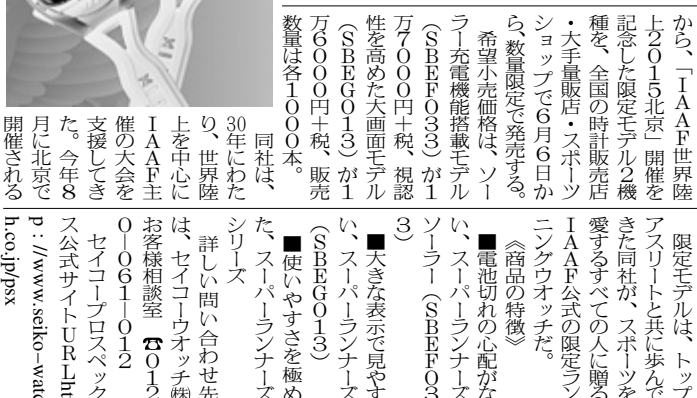 から、「IAAF世界陸
上2015北京」開催を
記念した限定モデル2機
種を、全国の時計販売店
・大手量販店・スポーツ
ショップで6月6日か
ら、数量限定で発売する。
希望小売価格は、ソー
ラー充電機能搭載モデル
(SBEF033)が1
万7000円+税、視認
性を高めた大画面モデル
(SBEG013)が1
万6000円+税、販売
数量は各1000本。
同社は、
30年にわた
り、世界陸
上を中心に
IAAF主
催の大会を
支援してき
た。今年8
月に北京で
開催される
限定モデルは、トップ
アスリートと共に歩んで
きた同社が、スポーツを
愛するすべての人に贈る
IAAF公式の限定ラン
ニングウオッチだ。
《商品の特徴》
■電池切れの心配がな
い、スーパーランナーズ
ソーラー(SBEF03
3)
■大きな表示で見やす
い、スーパーランナーズ
(SBEG013)
■使いやすさを極め
た、スーパーランナーズ
シリーズ
詳しい問い合わせ先
は、セイコーウオッチ㈱
お客様相談室 ☎012
0-061-012
セイコープロスペック
ス公式サイトURLht
p://www.seiko-watc
h.co.jp/psx